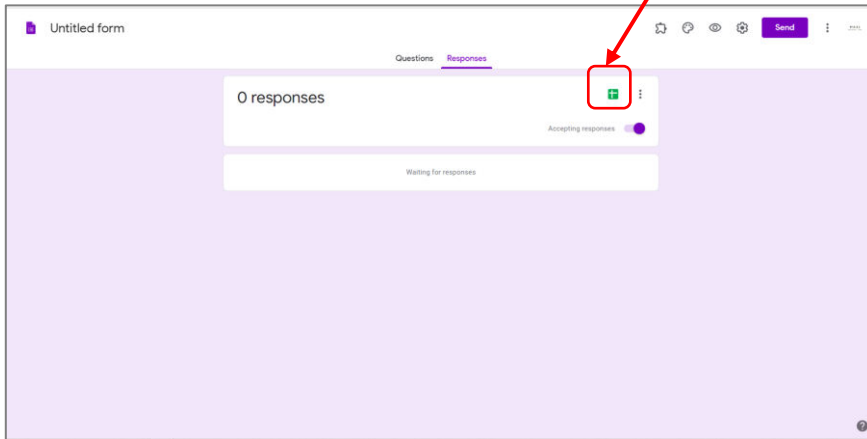 Untitled form
Send
Questions Responses
0 responses
Accepting responses
Waiting for responses